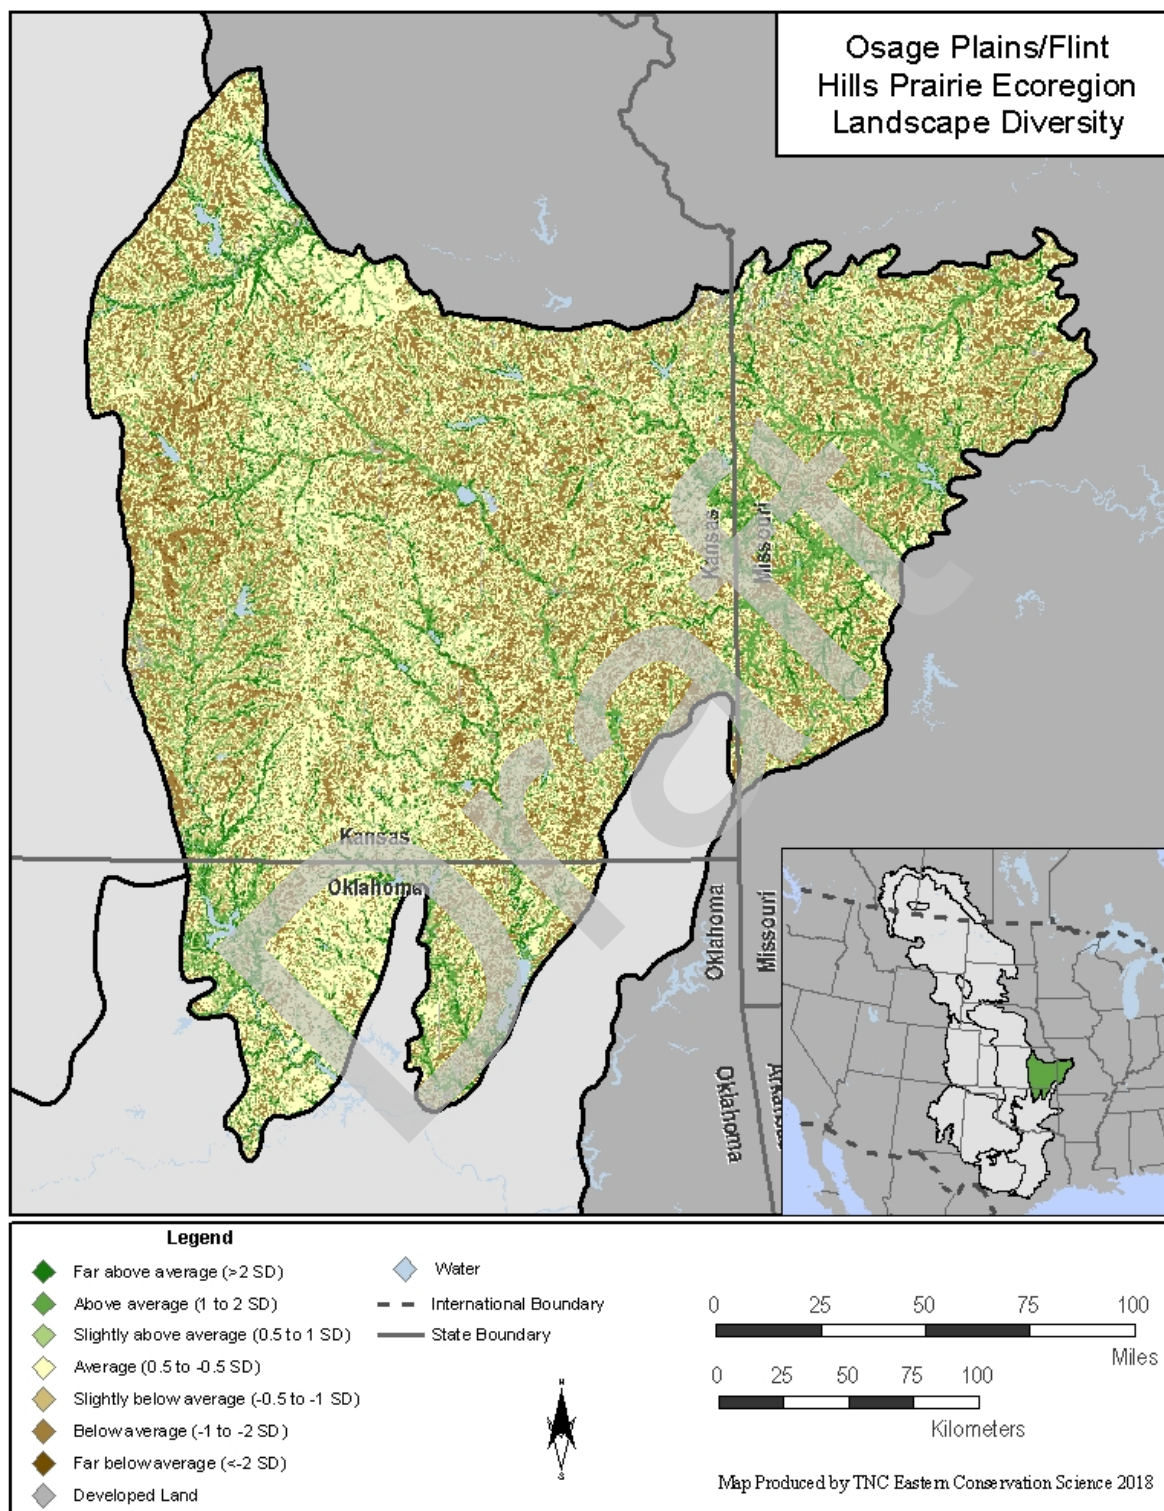 Osage Plains/Flint
Hills Prairie Ecoregion
Landscape Diversity
Kansas
Missouri
Kansas
Oklahoma
Oklahoma
Missouri
Oklahoma
Draft
Legend
Far above average (>2 SD)
Above average (1 to 2 SD)
Slightly above average (0.5 to 1 SD)
Average (0.5 to -0.5 SD)
Slightly below average (-0.5 to -1 SD)
Below average (-1 to -2 SD)
Far below average (<-2 SD)
Developed Land
Water
International Boundary
State Boundary
N
S
0 25 50 75 100
Miles
0 25 50 75 100
Kilometers
Map Produced by TNC Eastern Conservation Science 2018